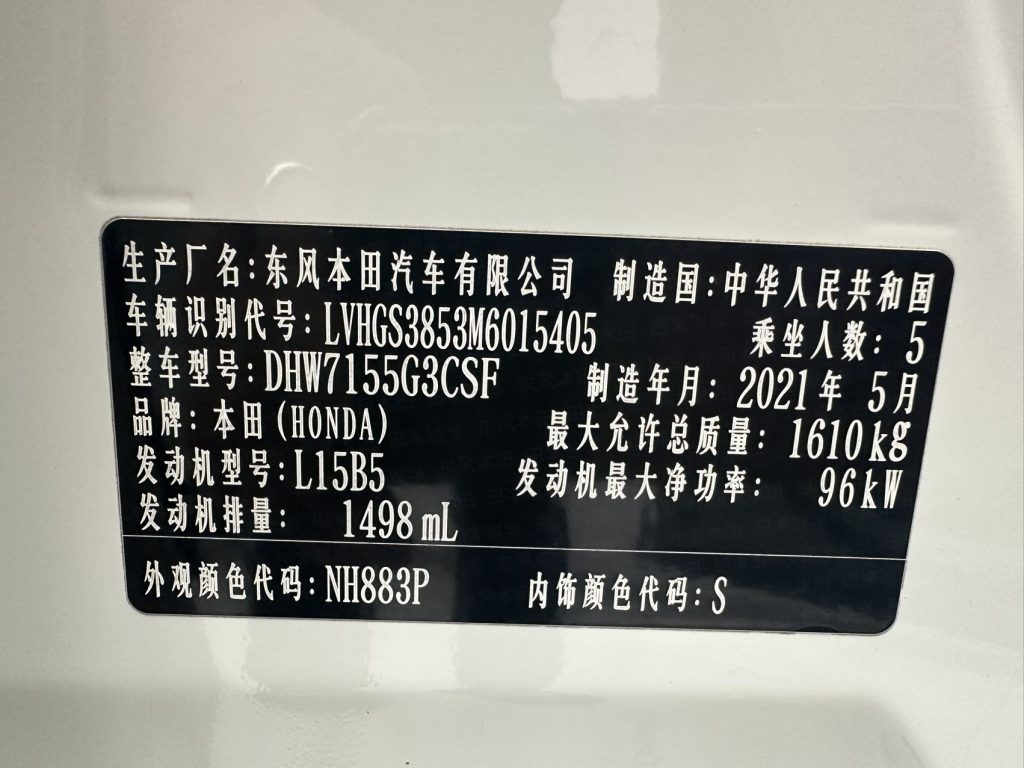 生产厂名:东风本田汽车有限公司 制造国:中华人民共和国
车辆识别代号:LVHGS3853M6015405 乘坐人数: 5
整车型号:DHW7155G3CSF 制造年月: 2021年 5月
品牌:本田(HONDA) 最大允许总质量: 1610kg
发动机型号:L15B5 发动机最大净功率: 96kW
发动机排量: 1498mL
外观颜色代码:NH883P 内饰颜色代码:S